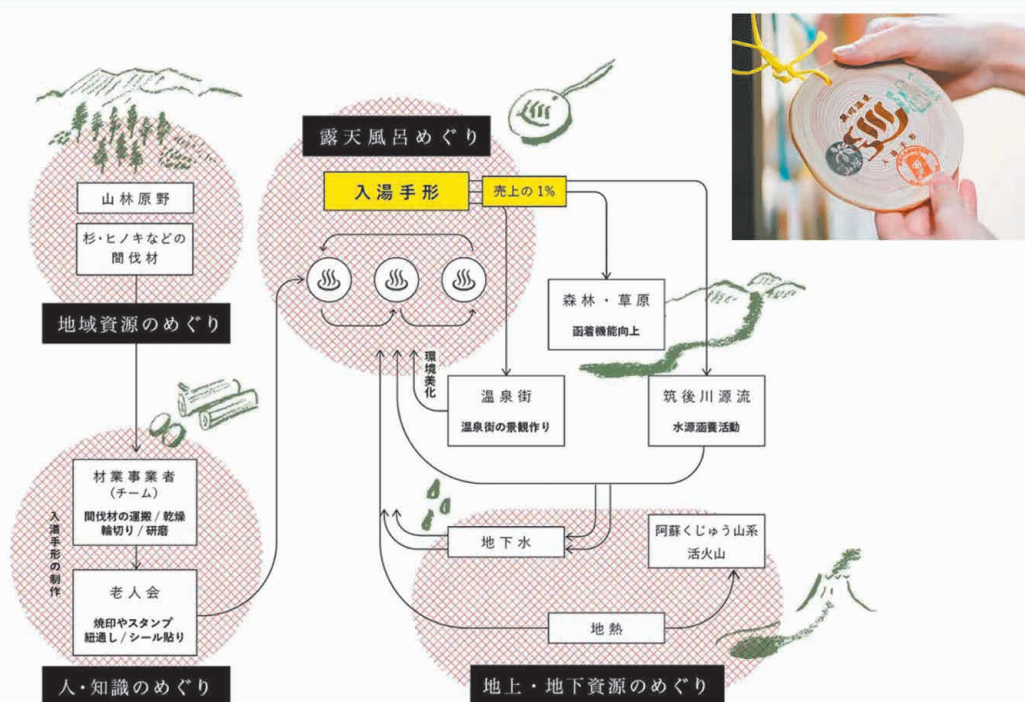 山林原野
杉・ヒノキなどの
間伐材
地域資源のめぐり
材業事業者
（チーム）
間伐材の運搬 / 乾燥
輪切り / 研磨
入湯手形の制作
老人会
焼印やスタンプ
紐通し / シール貼り
人・知識のめぐり
露天風呂めぐり
入湯手形
売上の1%
森林・草原
函着機能向上
環境美化
温泉街
温泉街の景観作り
筑後川源流
水源涵養活動
地下水
阿蘇くじゅう山系
活火山
地熱
地上・地下資源のめぐり
入湯手形